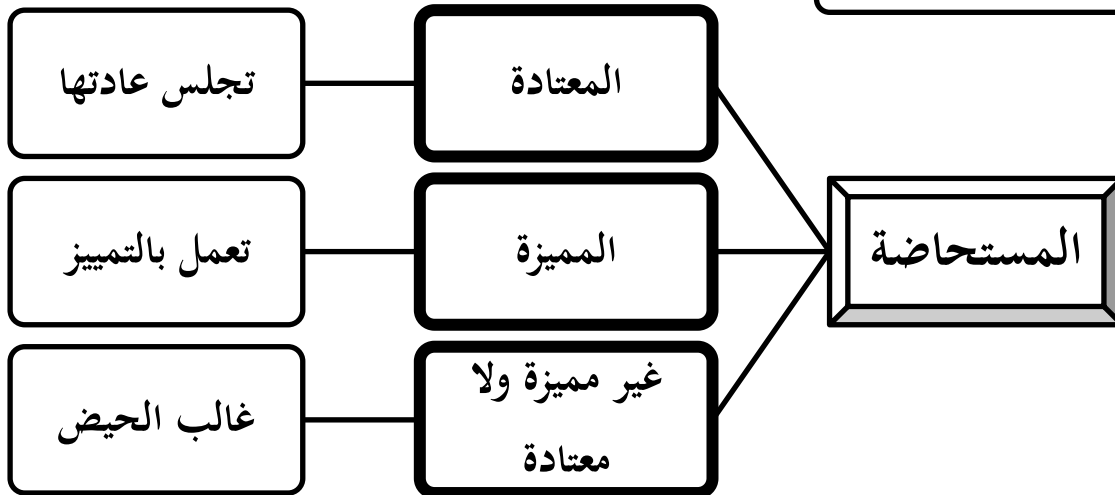 المستحاضة
المعتادة
تجلس عادتها
المميزة
تعمل بالتمييز
غير مميزة ولا
معتادة
غالب الحيض